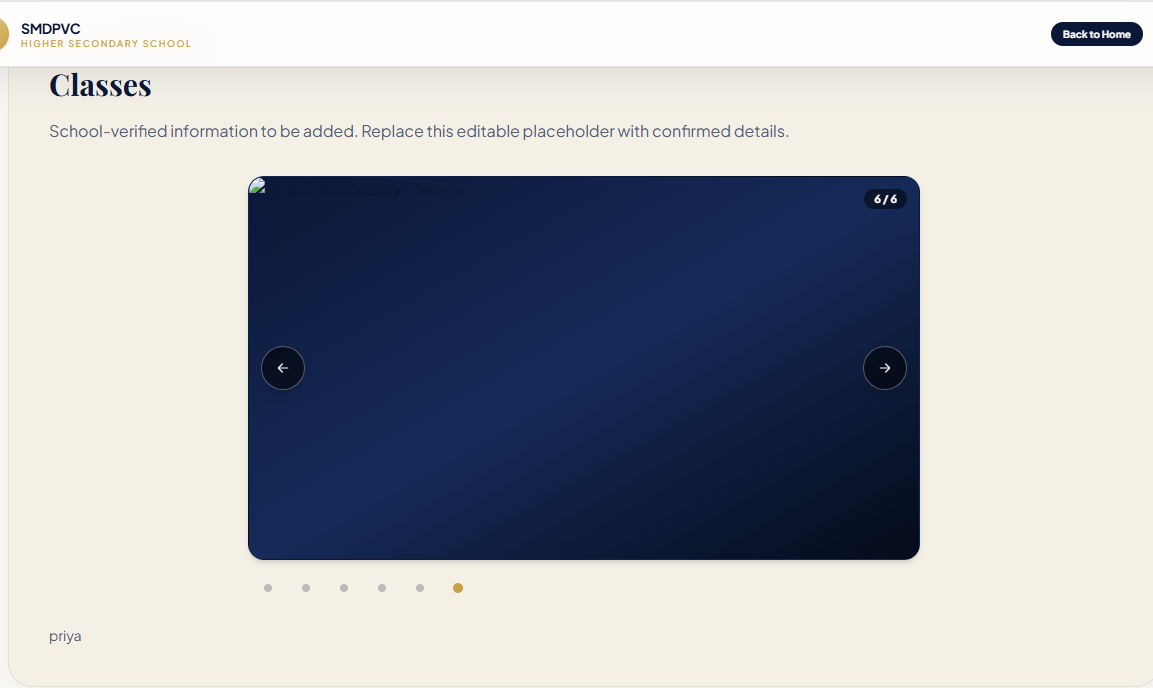 SMDPVC
HIGHER SECONDARY SCHOOL
Back to Home
Classes
School-verified information to be added. Replace this editable placeholder with confirmed details.
Classes
6 / 6
←
→
priya